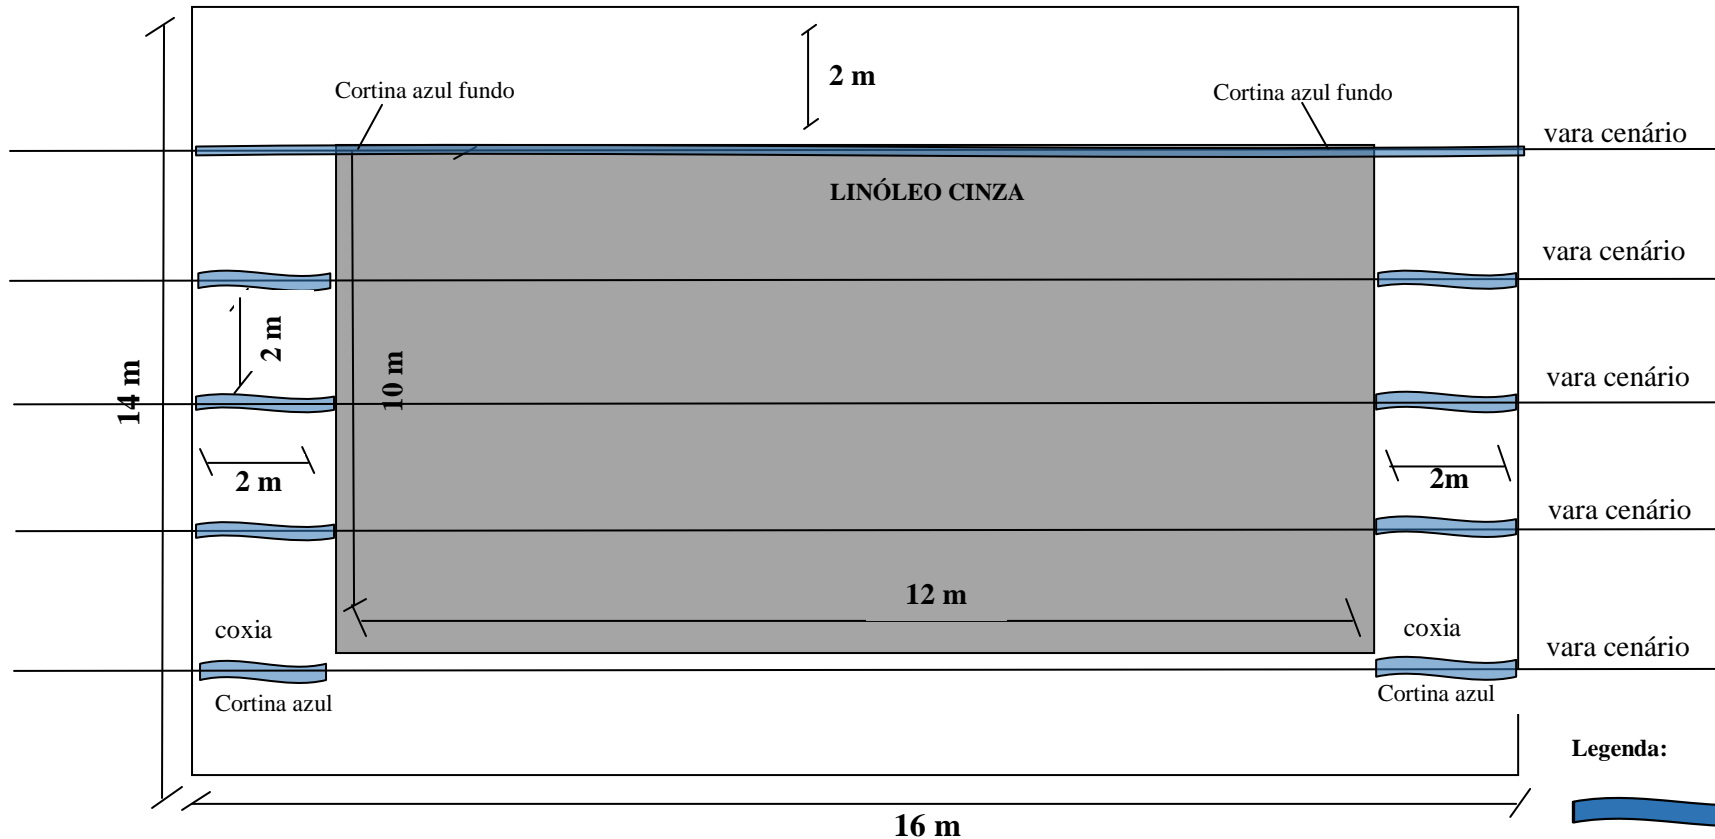 2 m
Cortina azul fundo
Cortina azul fundo
vara cenário
LINÓLEO CINZA
vara cenário
2 m
10 m
14 m
vara cenário
2 m
2m
vara cenário
12 m
coxia
coxia
vara cenário
Cortina azul
Cortina azul
Legenda:
16 m